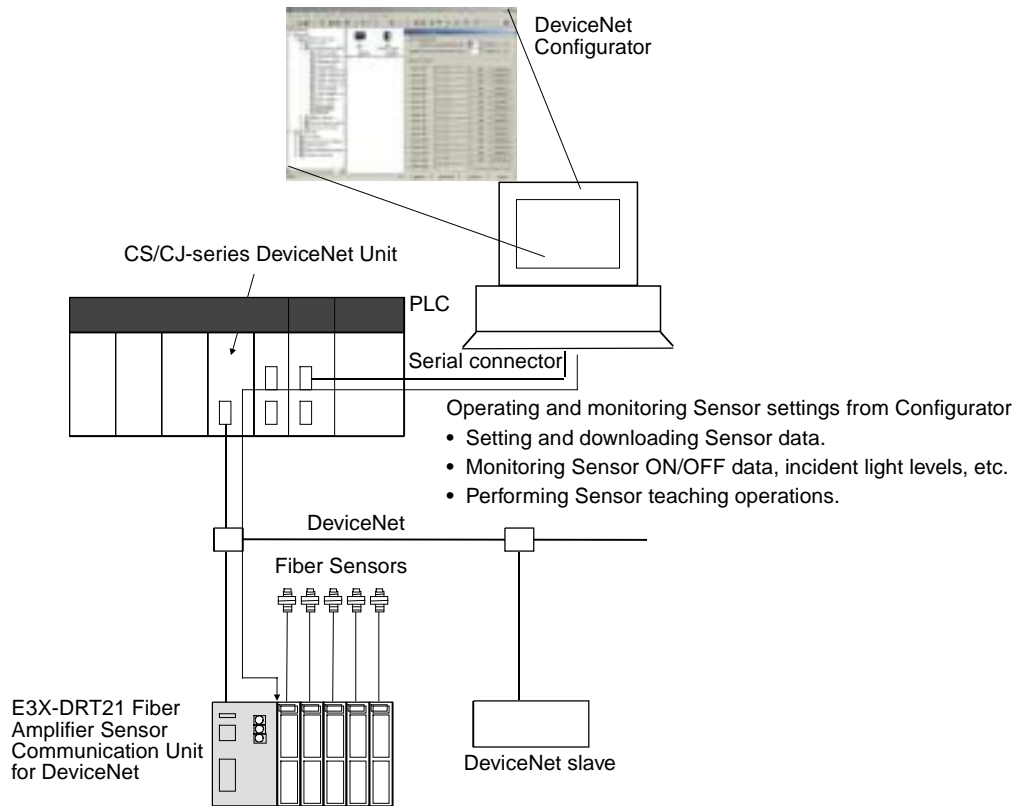 DeviceNet
Configurator
CS/CJ-series DeviceNet Unit
PLC
Serial connector
Operating and monitoring Sensor settings from Configurator
• Setting and downloading Sensor data.
• Monitoring Sensor ON/OFF data, incident light levels, etc.
• Performing Sensor teaching operations.
DeviceNet
Fiber Sensors
E3X-DRT21 Fiber
Amplifier Sensor
Communication Unit
for DeviceNet
DeviceNet slave